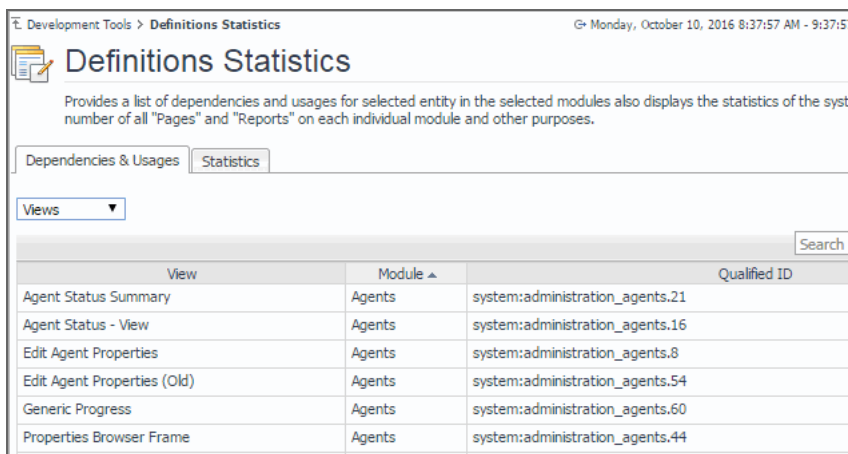 Development Tools > Definitions Statistics
Monday, October 10, 2016 8:37:57 AM - 9:37:57
Definitions Statistics
Provides a list of dependencies and usages for selected entity in the selected modules also displays the statistics of the syst
number of all "Pages" and "Reports" on each individual module and other purposes.
Dependencies & Usages Statistics
Views
Search
View Module Qualified ID
Agent Status Summary Agents system:administration_agents.21
Agent Status - View Agents system:administration_agents.16
Edit Agent Properties Agents system:administration_agents.8
Edit Agent Properties (Old) Agents system:administration_agents.54
Generic Progress Agents system:administration_agents.60
Properties Browser Frame Agents system:administration_agents.44